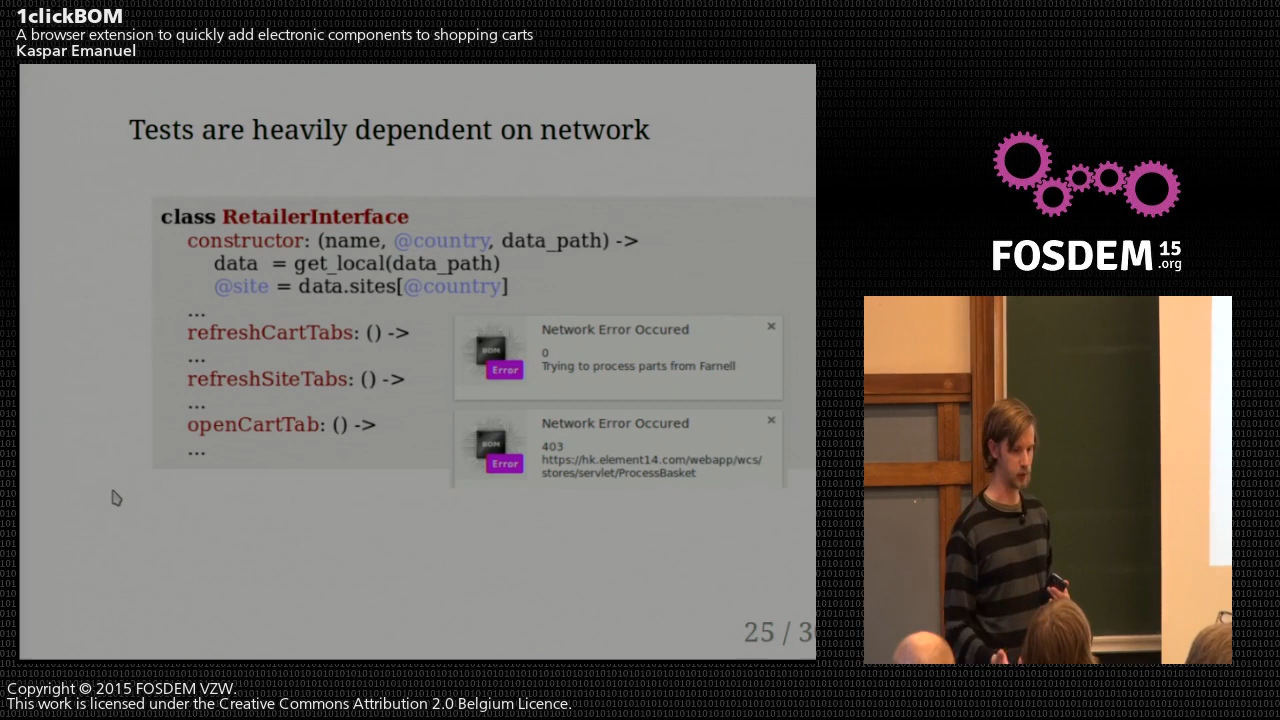 1clickBOM
A browser extension to quickly add electronic components to shopping carts
Kaspar Emanuel
Tests are heavily dependent on network
class RetailerInterface
constructor: (name, @country, data_path) ->
data = get_local(data_path)
@site = data.sites[@country]
...
refreshCartTabs: () ->
...
refreshSiteTabs: () ->
...
openCartTab: () ->
...
Network Error Occured
0
Trying to process parts from Farnell
BOM
Error
Network Error Occured
403
https://hk.element14.com/webapp/wcs/
stores/servlet/ProcessBasket
BOM
Error
25 / 3
FOSDEM 15
.org
Copyright © 2015 FOSDEM VZW.
This work is licensed under the Creative Commons Attribution 2.0 Belgium Licence.